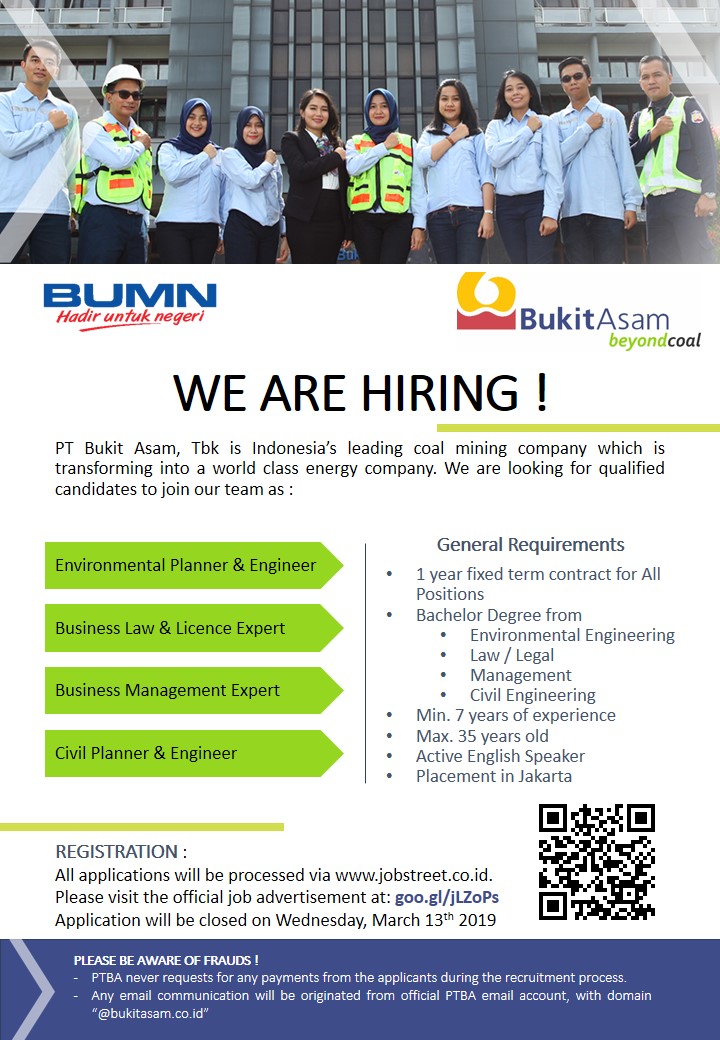 BUMN
Hadir untuk negeri
BukitAsam
beyondcoal
WE ARE HIRING !
PT Bukit Asam, Tbk is Indonesia’s leading coal mining company which is
transforming into a world class energy company. We are looking for qualified
candidates to join our team as :
Environmental Planner & Engineer
Business Law & Licence Expert
Business Management Expert
Civil Planner & Engineer
General Requirements
• 1 year fixed term contract for All
Positions
• Bachelor Degree from
• Environmental Engineering
• Law / Legal
• Management
• Civil Engineering
• Min. 7 years of experience
• Max. 35 years old
• Active English Speaker
• Placement in Jakarta
REGISTRATION :
All applications will be processed via www.jobstreet.co.id.
Please visit the official job advertisement at: goo.gl/jLZoPs
Application will be closed on Wednesday, March 13th 2019
PLEASE BE AWARE OF FRAUDS !
- PTBA never requests for any payments from the applicants during the recruitment process.
- Any email communication will be originated from official PTBA email account, with domain
“@bukitasam.co.id”